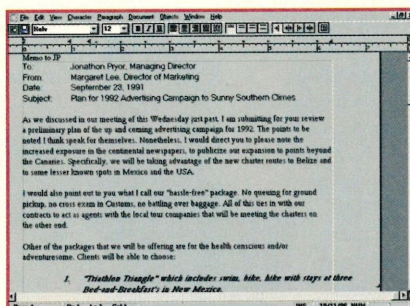 File Edit View Character Paragraph Document Objects Window Help
Helv 12 B I U
Memo to JP
To: Jonathon Pryor, Managing Director
From: Margaret Lee, Director of Marketing
Date: September 23, 1991
Subject: Plan for 1992 Advertising Campaign to Sunny Southern Climes
As we discussed in our meeting of this Wednesday just past, I am submitting for your review
a preliminary plan of the up and coming advertising campaign for 1992. The points to be
noted I think speak for themselves. Nonetheless, I would direct you to please note the
increased exposure in the continental newspapers, to publicize our expansion to points beyond
the Canaries. Specifically, we will be taking advantage of the new charter routes to Belize and
to some lesser known spots in Mexico and the USA.
I would also point out to you what I call our "hassle-free" package. No queuing for ground
pickup, no cross exam in Customs, no battling over baggage. All of this ties in with our
contracts to act as agents with the local tour companies that will be meeting the charters on
the other end.
Other of the packages that we will be offering are for the health conscious and/or
adventuresome. Clients will be able to choose:
1. "Triathlon Triangle" which includes swim, bike, hike with stays at three
Bed-and-Breakfast's in New Mexico.